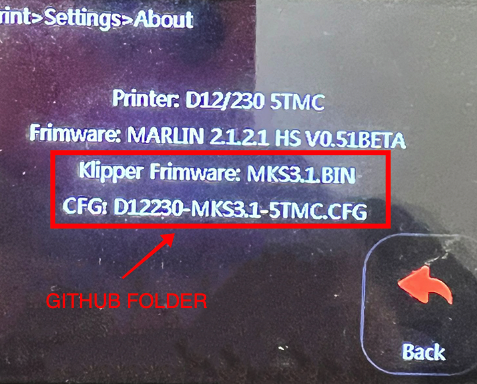 rint>Settings>About
Printer: D12/230 5TMC
Frimware: MARLIN 2.1.2.1 HS V0.51BETA
Klipper Frimware: MKS3.1.BIN
CFG: D12230-MKS3.1-5TMC.CFG
GITHUB FOLDER
Back